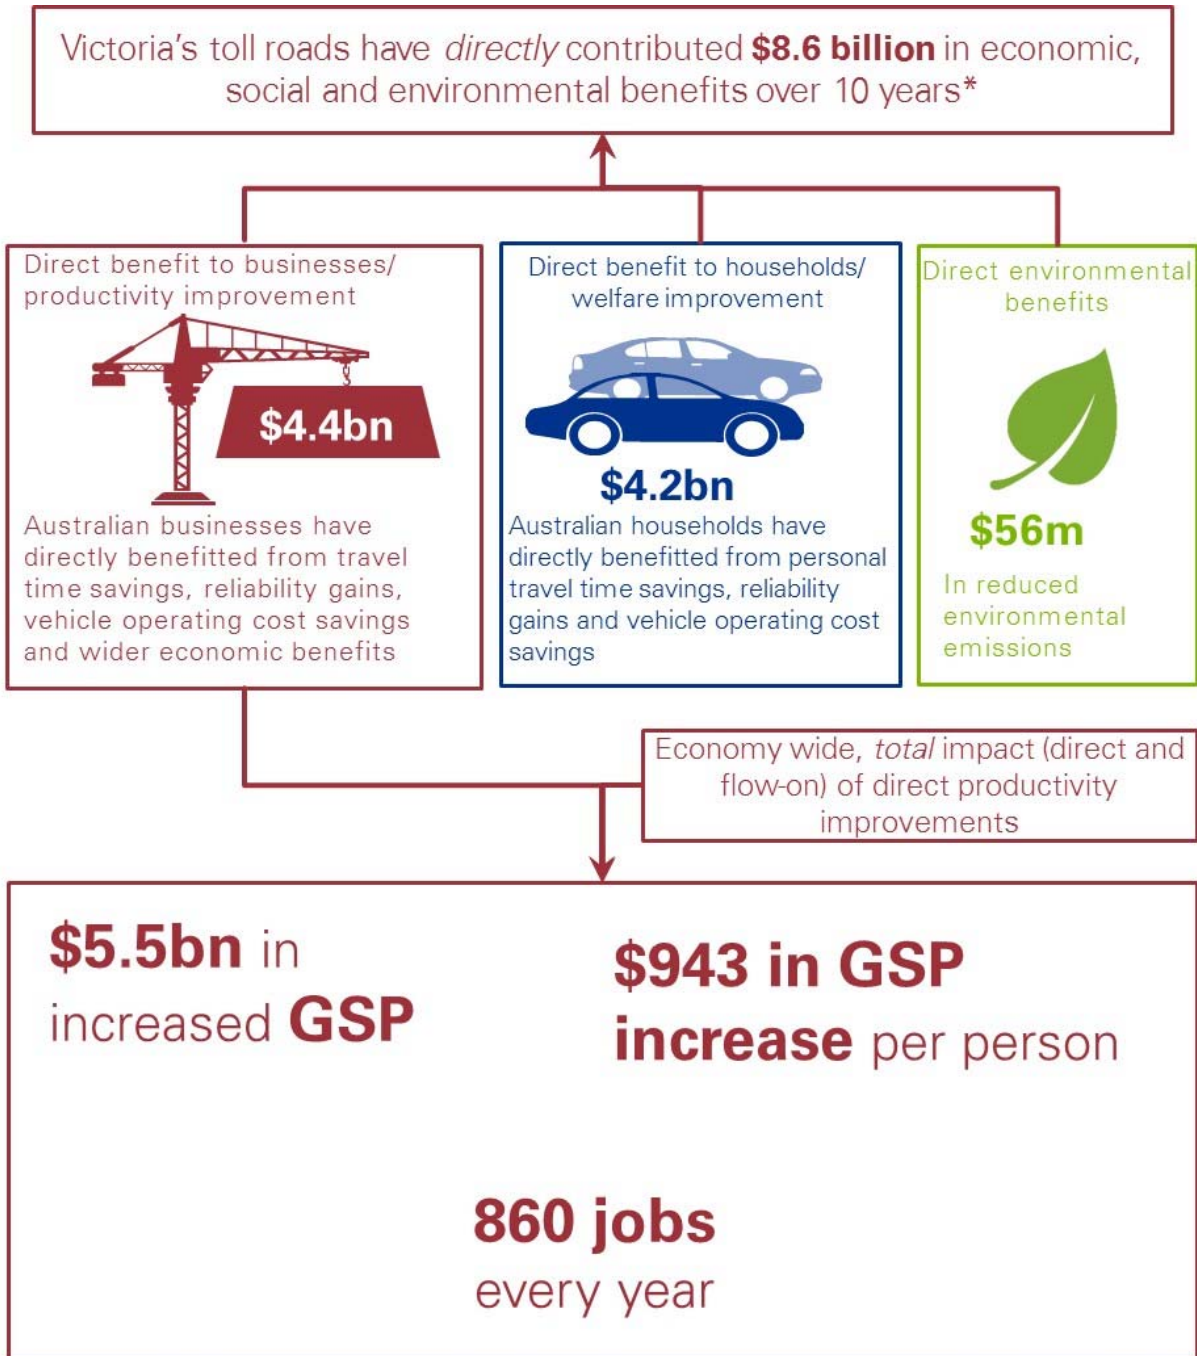 Victoria’s toll roads have directly contributed $8.6 billion in economic,
social and environmental benefits over 10 years*
Direct benefit to businesses/
productivity improvement
$4.4bn
Australian businesses have
directly benefitted from travel
time savings, reliability gains,
vehicle operating cost savings
and wider economic benefits
Direct benefit to households/
welfare improvement
$4.2bn
Australian households have
directly benefitted from personal
travel time savings, reliability
gains and vehicle operating cost
savings
Direct environmental
benefits
$56m
In reduced
environmental
emissions
Economy wide, total impact (direct and
flow-on) of direct productivity
improvements
$5.5bn in
increased GSP
$943 in GSP
increase per person
860 jobs
every year